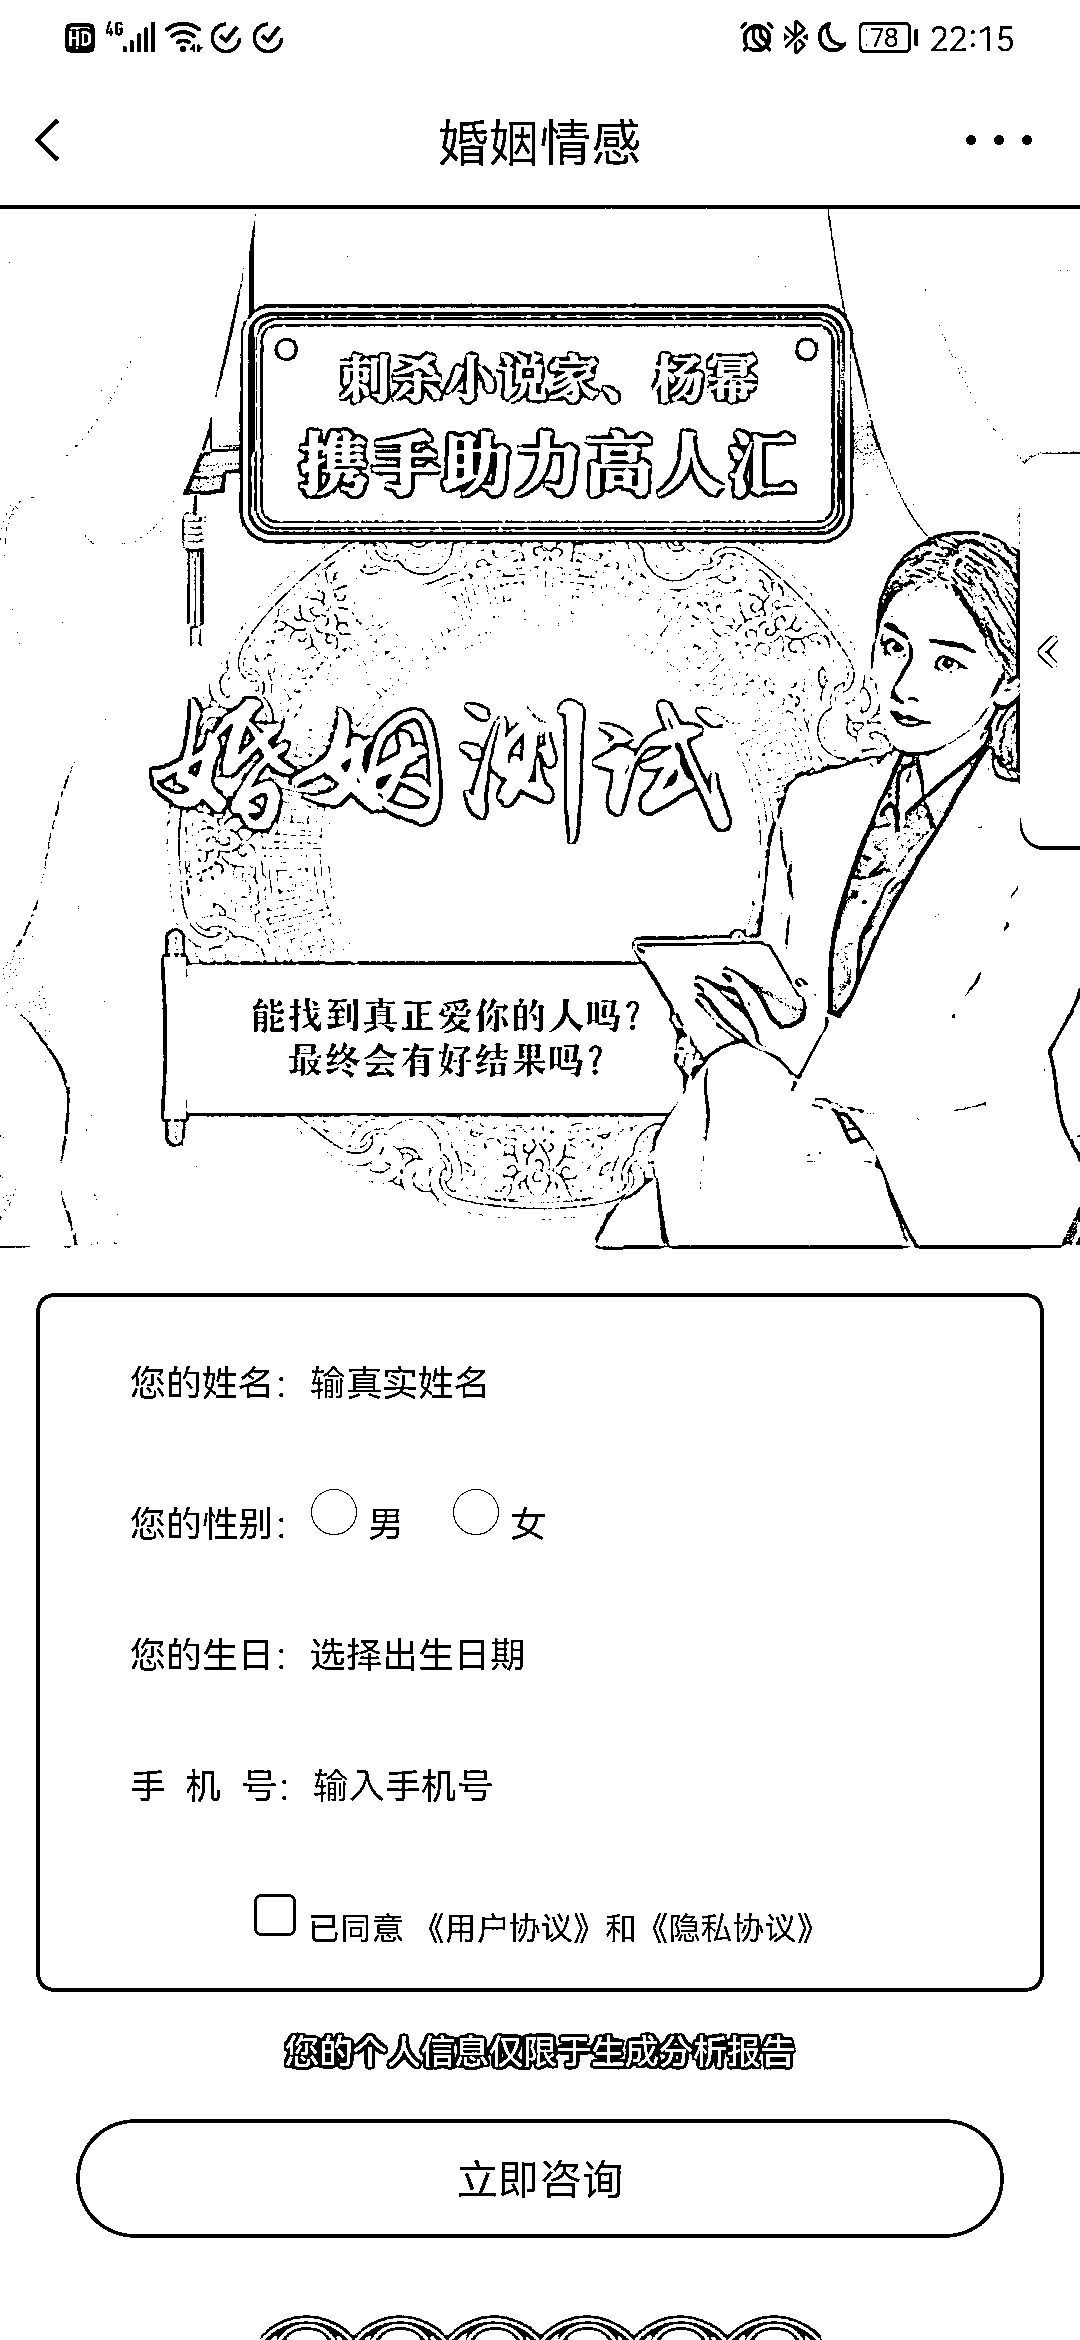 HD 4G 78 22:15
婚姻情感
刺杀小说家、杨幂
携手助力高人汇
婚姻测试
能找到真正爱你的人吗?
最终会有好结果吗?
您的姓名: 输真实姓名
您的性别: 男 女
您的生日: 选择出生日期
手 机 号: 输入手机号
已同意《用户协议》和《隐私协议》
您的个人信息仅限于生成分析报告
立即咨询